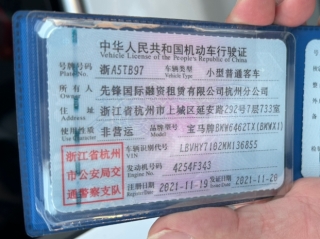 中华人民共和国机动车行驶证
Vehicle License of the People's Republic of China
号牌号码 Plate No. 浙A5TB97 车辆类型 Vehicle Type 小型普通客车
所有人 先锋国际融资租赁有限公司杭州分公司
住址 浙江省杭州市上城区延安路292号7层733室
使用性质 Use Character 非营运 品牌型号 Model 宝马牌BMW6462TX(BMWX1)
浙江省杭州市公安局交通警察支队
车辆识别代号 VIN LBVHY7102MM136855
发动机号码 Engine No. 4254F343
注册日期 Register Date 2021-11-19 发证日期 Issue Date 2021-11-20